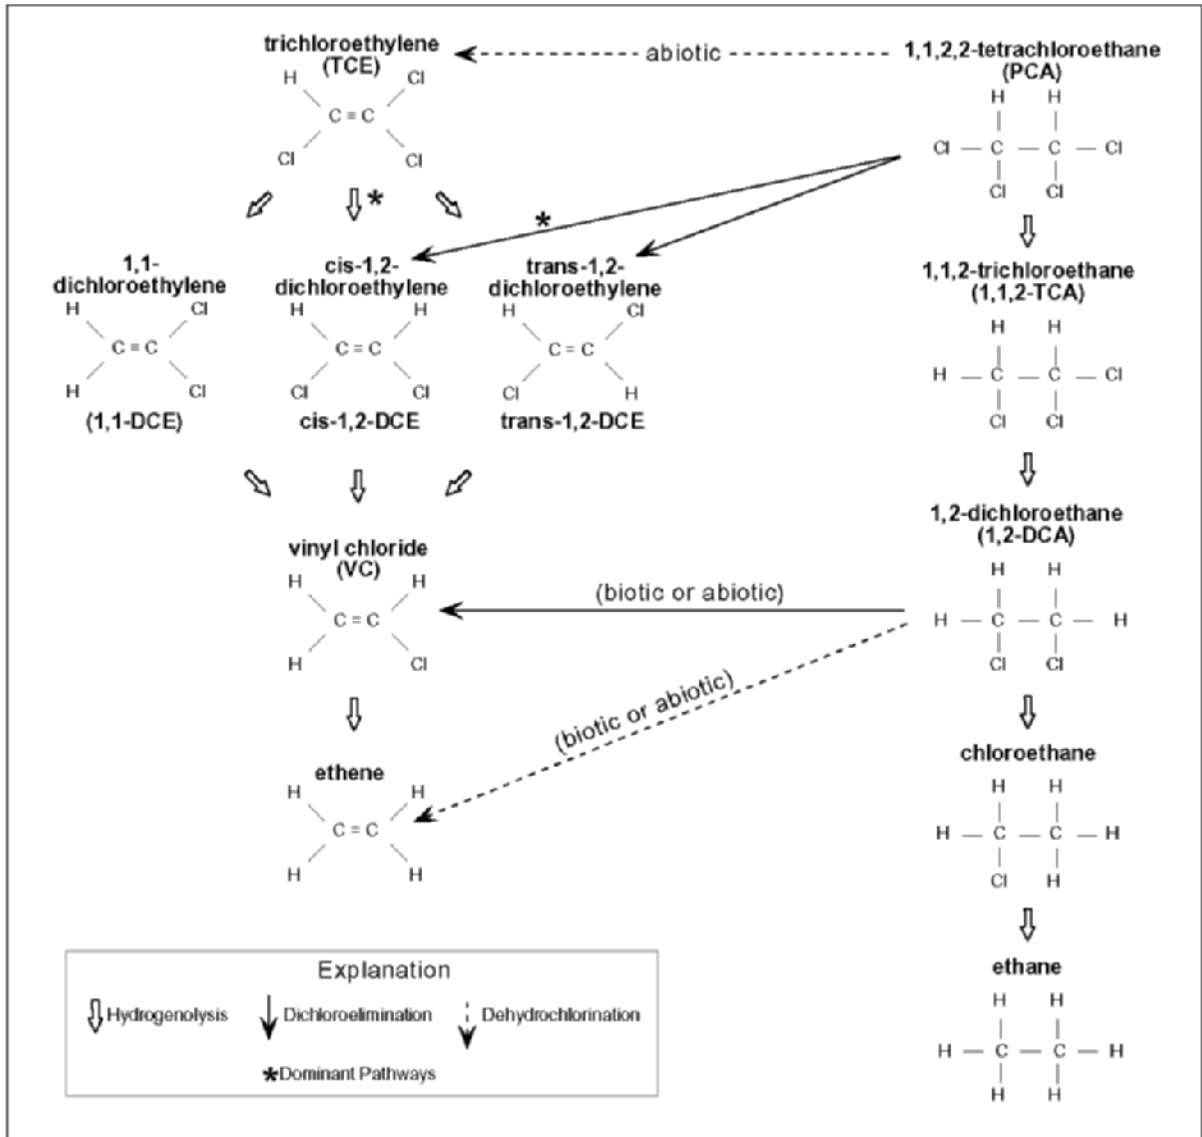 trichloroethylene
(TCE)
abiotic
1,1,2,2-tetrachloroethane
(PCA)
H Cl
C = C
Cl Cl
H H
Cl — C — C — Cl
Cl Cl
*
*
1,1-
dichloroethylene
H Cl
C = C
H Cl
(1,1-DCE)
cis-1,2-
dichloroethylene
H H
C = C
Cl Cl
cis-1,2-DCE
trans-1,2-
dichloroethylene
H Cl
C = C
Cl H
trans-1,2-DCE
1,1,2-trichloroethane
(1,1,2-TCA)
H H
H — C — C — Cl
Cl Cl
vinyl chloride
(VC)
H H
C = C
H Cl
(biotic or abiotic)
1,2-dichloroethane
(1,2-DCA)
H H
H — C — C — H
Cl Cl
(biotic or abiotic)
ethene
H H
C = C
H H
chloroethane
H H
H — C — C — H
Cl H
ethane
H H
H — C — C — H
H H
Explanation
Hydrogenolysis
Dichloroelimination
Dehydrochlorination
*Dominant Pathways